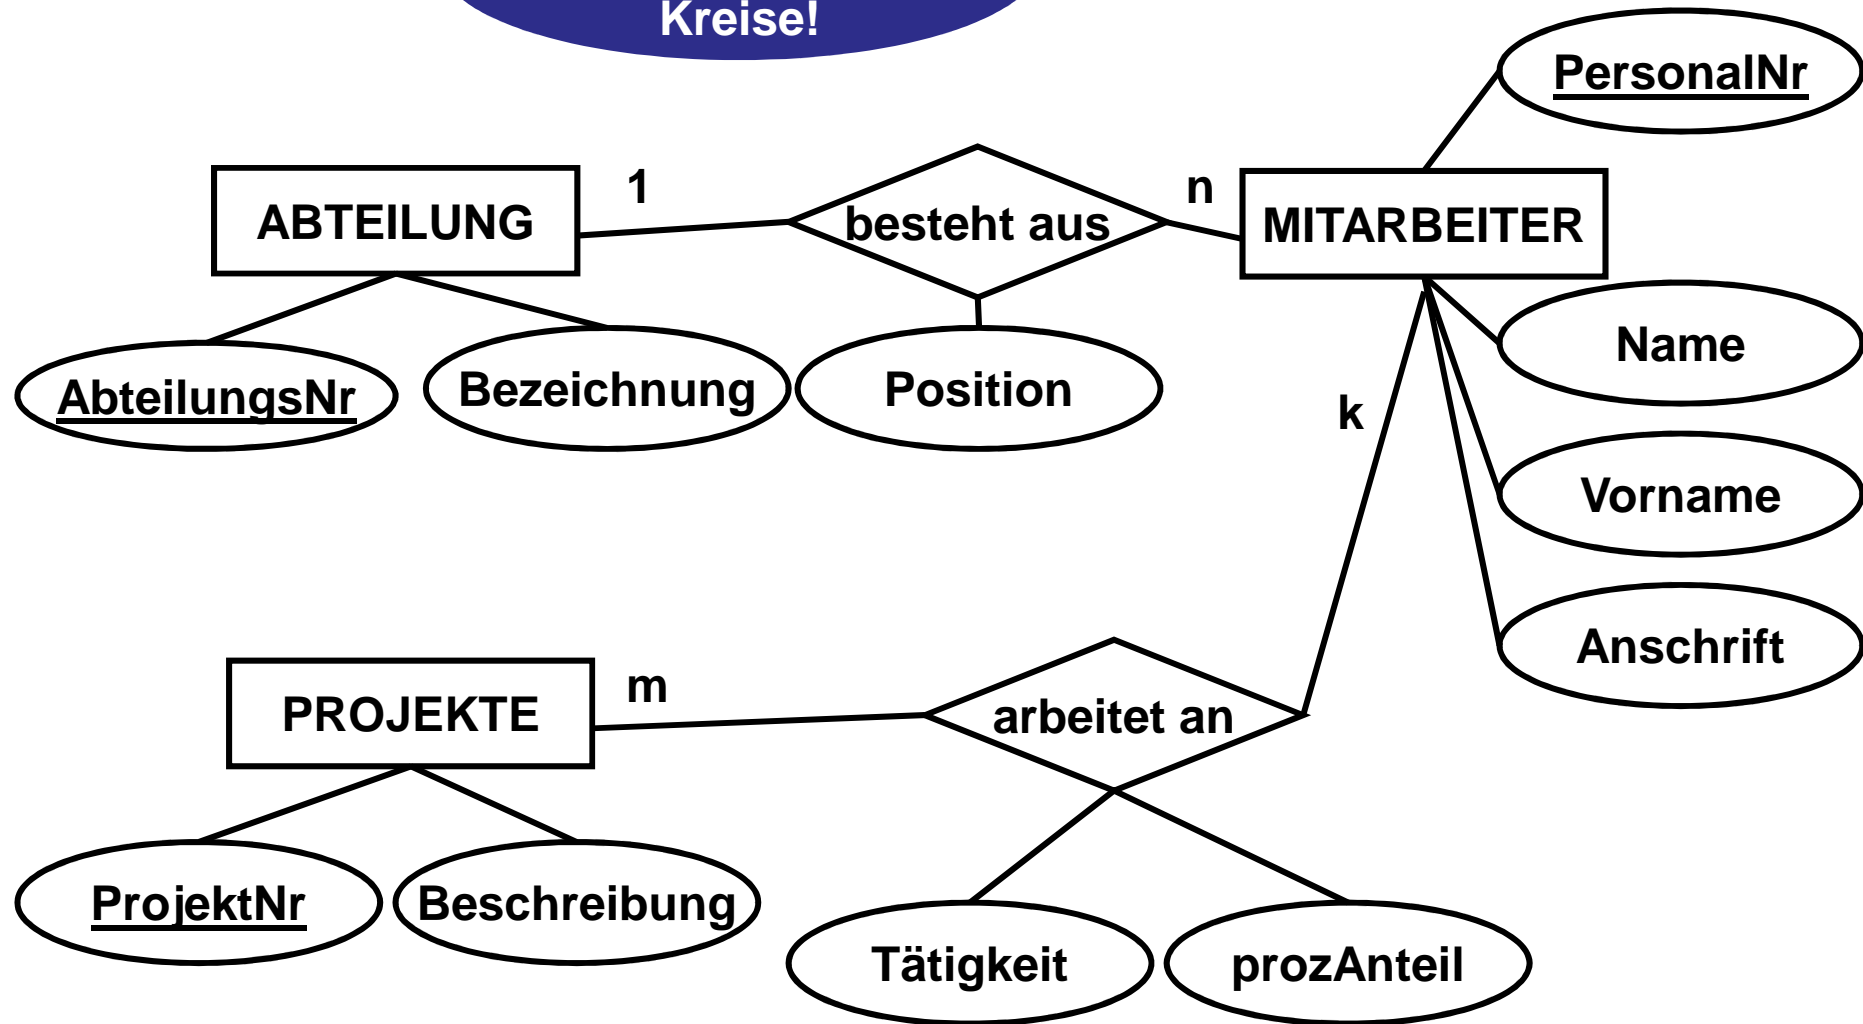 Kreise!
PersonalNr
1
n
ABTEILUNG
besteht aus
MITARBEITER
Name
AbteilungsNr
Bezeichnung
Position
k
Vorname
Anschrift
m
PROJEKTE
arbeitet an
ProjektNr
Beschreibung
Tätigkeit
prozAnteil